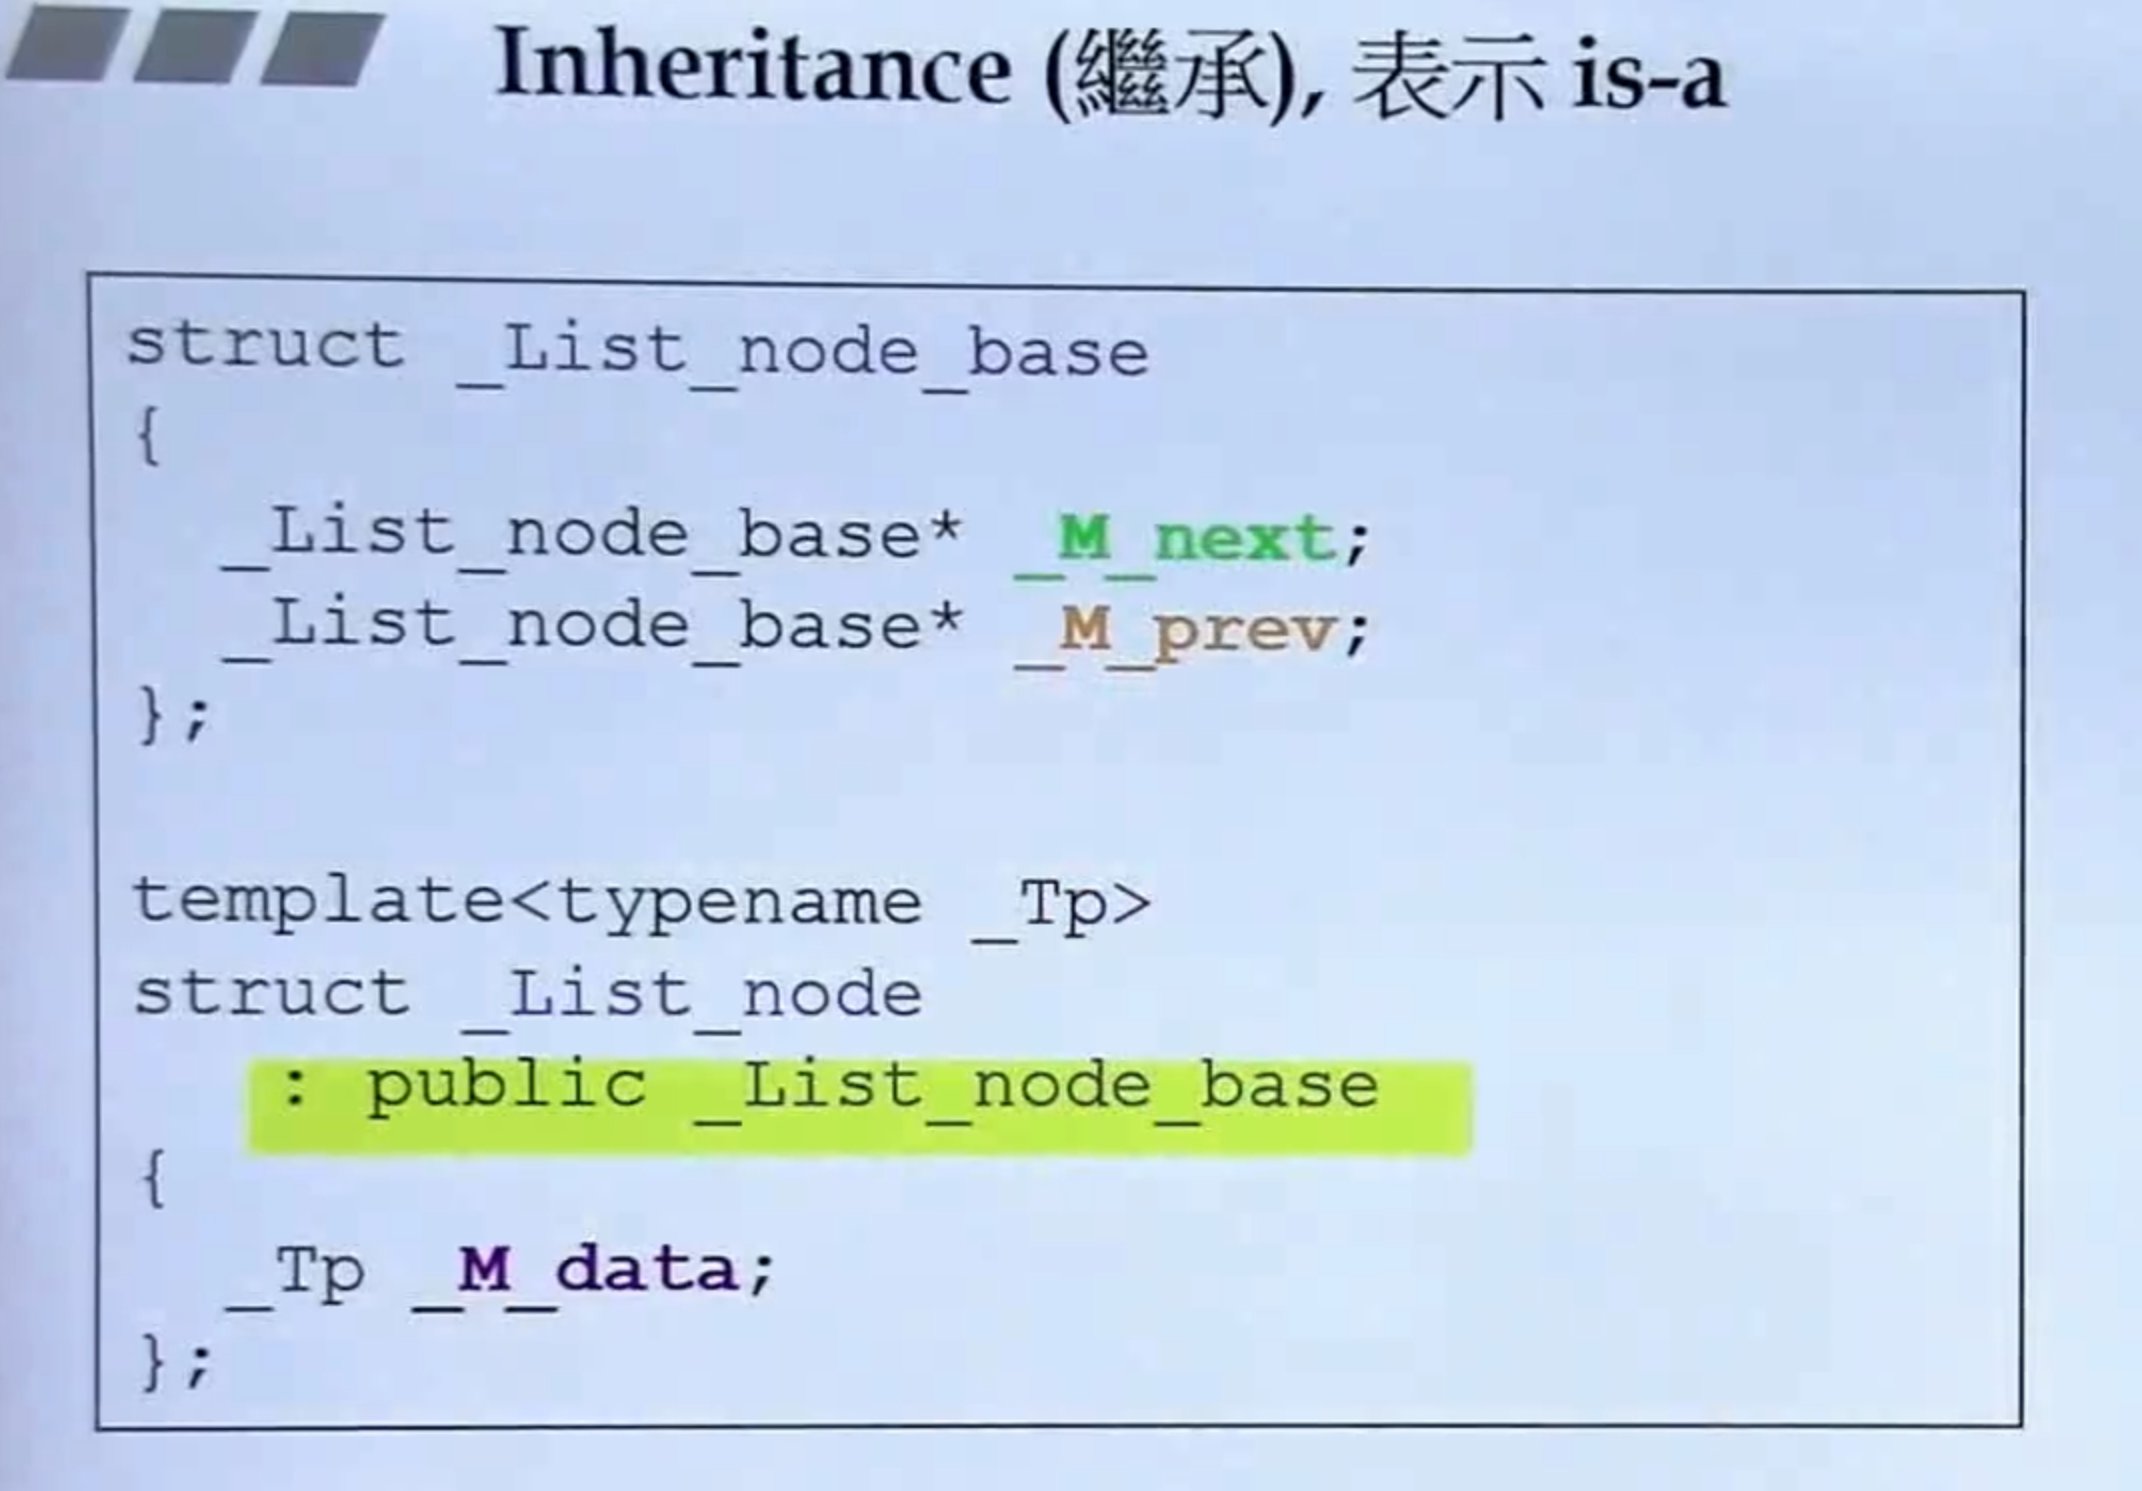 Inheritance (繼承), 表示 is-a
struct _List_node_base
{
_List_node_base* _M_next;
_List_node_base* _M_prev;
};
template<typename _Tp>
struct _List_node
: public _List_node_base
{
_Tp _M_data;
};